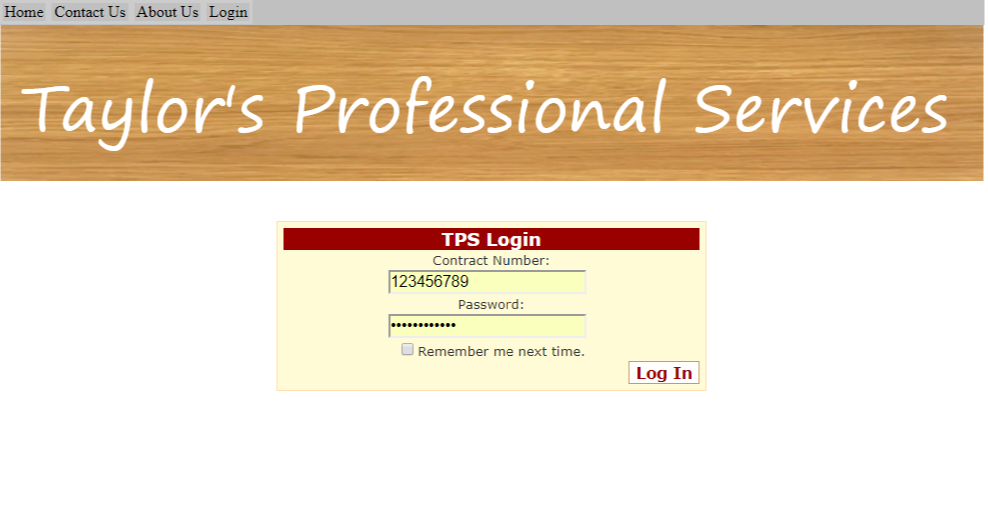 Home Contact Us About Us Login
Taylor's Professional Services
TPS Login
Contract Number:
123456789
Password:
••••••••••••
Remember me next time.
Log In